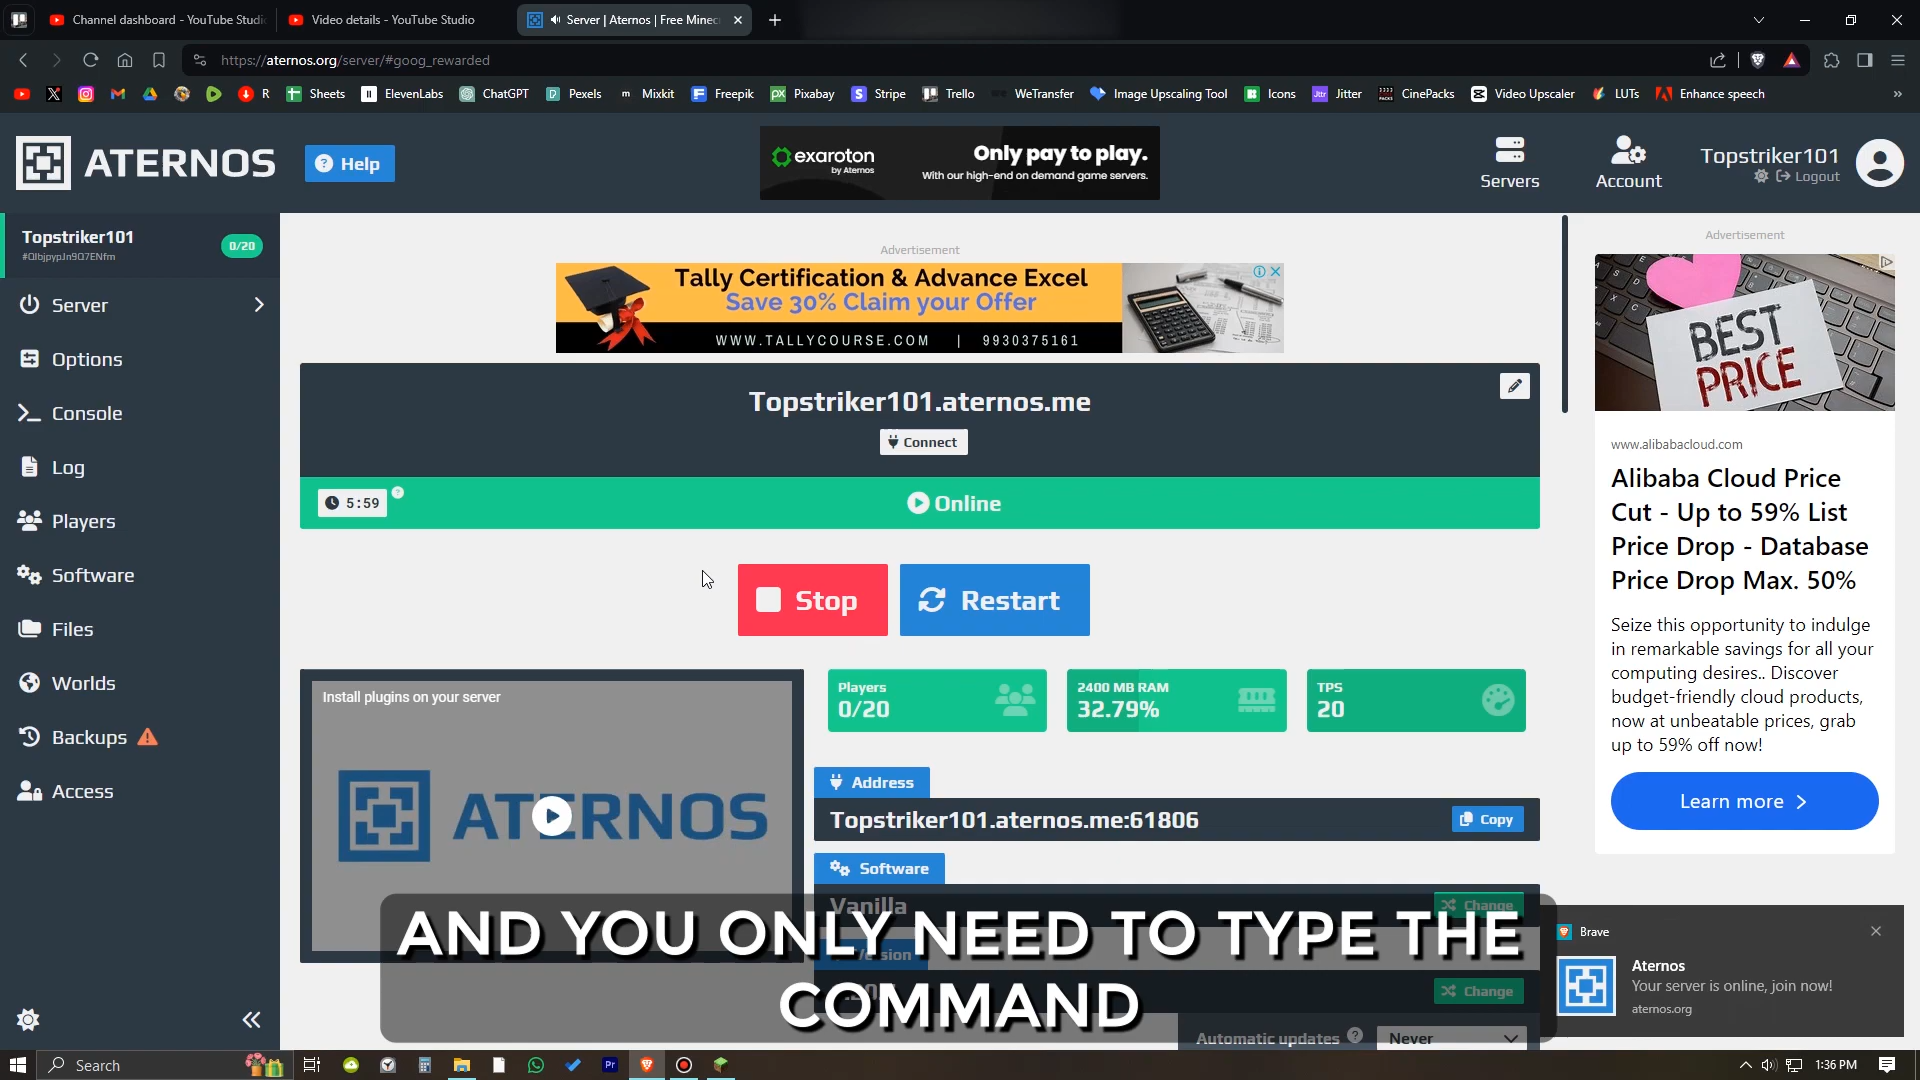 Channel dashboard - YouTube Studi
Video details - YouTube Studio
Server | Aternos | Free Minec
https://aternos.org/server/#goog_rewarded
R
Sheets
ElevenLabs
ChatGPT
Pexels
Mixkit
Freepik
Pixabay
Stripe
Trello
WeTransfer
Image Upscaling Tool
Icons
Jitter
CinePacks
Video Upscaler
LUTs
Enhance speech
ATERNOS
Help
exaroton
by Aternos
Only pay to play.
With our high-end on demand game servers.
Servers
Account
Topstriker101
Logout
Topstriker101
0/20
Server
Options
Console
Log
Players
Software
Files
Worlds
Backups
Access
Advertisement
Tally Certification & Advance Excel
Save 30% Claim your Offer
WWW.TALLYCOURSE.COM | 9930375161
Topstriker101.aternos.me
Connect
5:59
Online
Stop
Restart
Install plugins on your server
ATERNOS
Players
0/20
2400 MB RAM
32.79%
TPS
20
Address
Topstriker101.aternos.me:61806
Copy
Software
Vanilla
Change
Version
Change
Automatic updates
Never
AND YOU ONLY NEED TO TYPE THE
COMMAND
Advertisement
BEST
PRICE
www.alibabacloud.com
Alibaba Cloud Price
Cut - Up to 59% List
Price Drop - Database
Price Drop Max. 50%
Seize this opportunity to indulge
in remarkable savings for all your
computing desires.. Discover
budget-friendly cloud products,
now at unbeatable prices, grab
up to 59% off now!
Learn more
Brave
Aternos
Your server is online, join now!
aternos.org
Search
1:36 PM